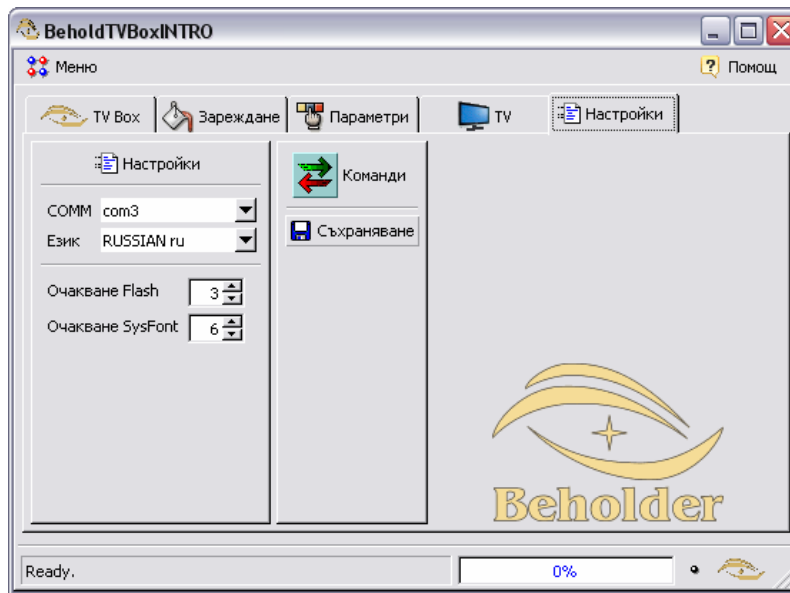 BeholdTVBoxINTRO
Меню Помощ
TV Box Зареждане Параметри TV Настройки
Настройки
Команди
COMM com3
Съхраняване
Език RUSSIAN ru
Очакване Flash 3
Очакване SysFont 6
Beholder
Ready. 0%